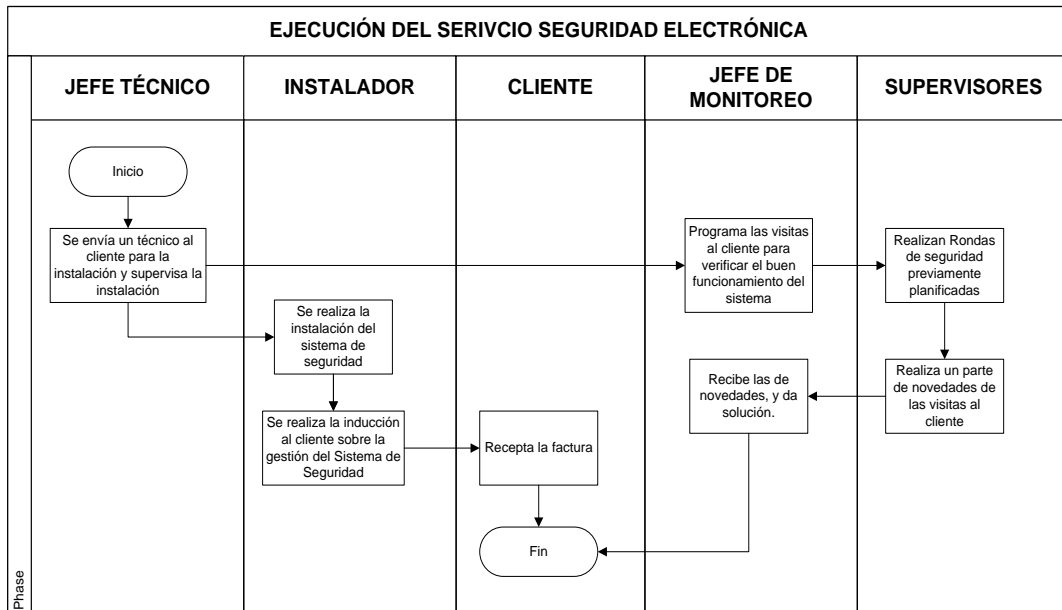 EJECUCIÓN DEL SERIVCIO SEGURIDAD ELECTRÓNICA
JEFE TÉCNICO
INSTALADOR
CLIENTE
JEFE DE
MONITOREO
SUPERVISORES
Inicio
Se envía un técnico al
cliente para la
instalación y supervisa la
instalación
Programa las visitas
al cliente para
verificar el buen
funcionamiento del
sistema
Realizan Rondas
de seguridad
previamente
planificadas
Se realiza la
instalación del
sistema de
seguridad
Recibe las de
novedades, y da
solución.
Realiza un parte
de novedades de
las visitas al
cliente
Se realiza la inducción
al cliente sobre la
gestión del Sistema de
Seguridad
Recepta la factura
Fin
Phase